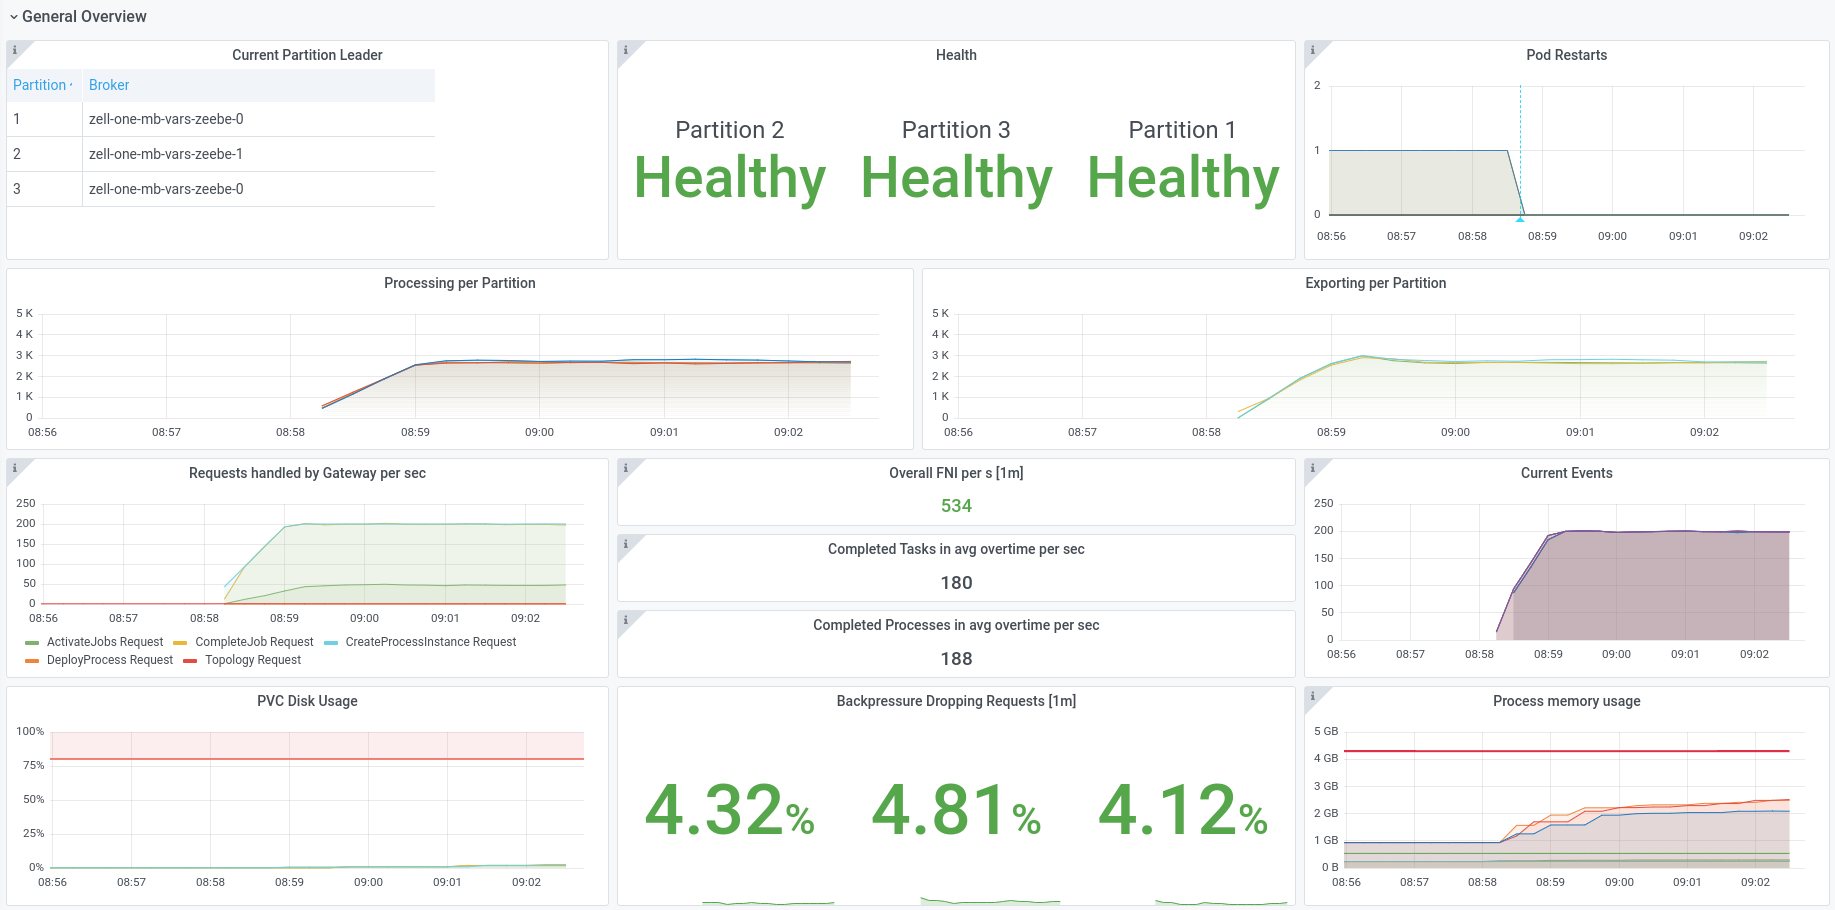 General Overview
Current Partition Leader
Partition Broker
1 zell-one-mb-vars-zeebe-0
2 zell-one-mb-vars-zeebe-1
3 zell-one-mb-vars-zeebe-0
Health
Partition 2 Partition 3 Partition 1
Healthy Healthy Healthy
Pod Restarts
2
1
0
08:56 08:57 08:58 08:59 09:00 09:01 09:02
Processing per Partition
5 K
4 K
3 K
2 K
1 K
0
08:56 08:57 08:58 08:59 09:00 09:01 09:02
Exporting per Partition
5 K
4 K
3 K
2 K
1 K
0
08:56 08:57 08:58 08:59 09:00 09:01 09:02
Requests handled by Gateway per sec
250
200
150
100
50
0
08:56 08:57 08:58 08:59 09:00 09:01 09:02
ActivateJobs Request CompleteJob Request CreateProcessInstance Request
DeployProcess Request Topology Request
Overall FNI per s [1m]
534
Completed Tasks in avg overtime per sec
180
Completed Processes in avg overtime per sec
188
Current Events
250
200
150
100
50
0
08:56 08:57 08:58 08:59 09:00 09:01 09:02
PVC Disk Usage
100%
75%
50%
25%
0%
08:56 08:57 08:58 08:59 09:00 09:01 09:02
Backpressure Dropping Requests [1m]
4.32% 4.81% 4.12%
Process memory usage
5 GB
4 GB
3 GB
2 GB
1 GB
0 B
08:56 08:57 08:58 08:59 09:00 09:01 09:02